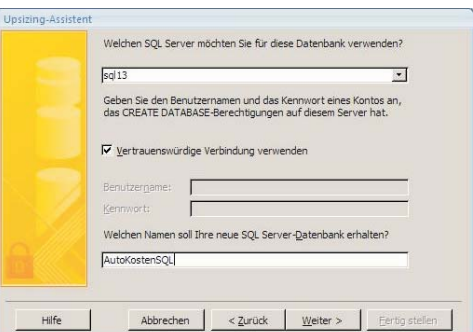 Upsizing-Assistent
Welchen SQL Server möchten Sie für diese Datenbank verwenden?
sql13
Geben Sie den Benutzernamen und das Kennwort eines Kontos an,
das CREATE DATABASE-Berechtigungen auf diesem Server hat.
Vertrauenswürdige Verbindung verwenden
Benutzername:
Kennwort:
Welchen Namen soll Ihre neue SQL Server-Datenbank erhalten?
AutoKostenSQL
Hilfe Abbrechen < Zurück Weiter > Fertig stellen